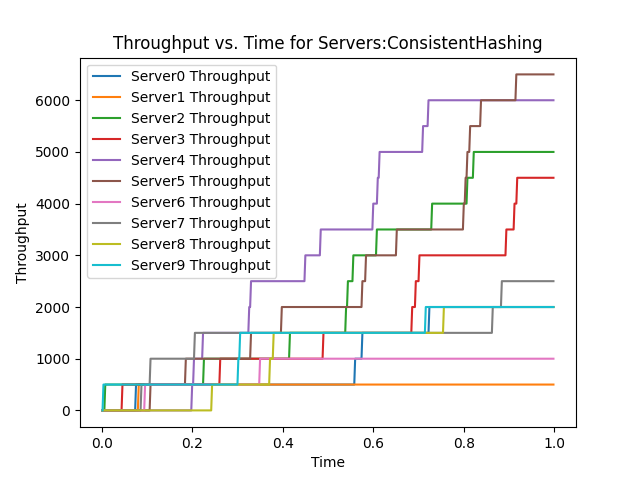 Throughput vs. Time for Servers:ConsistentHashing
Throughput
6000
5000
4000
3000
2000
1000
0
Server0 Throughput
Server1 Throughput
Server2 Throughput
Server3 Throughput
Server4 Throughput
Server5 Throughput
Server6 Throughput
Server7 Throughput
Server8 Throughput
Server9 Throughput
0.0 0.2 0.4 0.6 0.8 1.0
Time